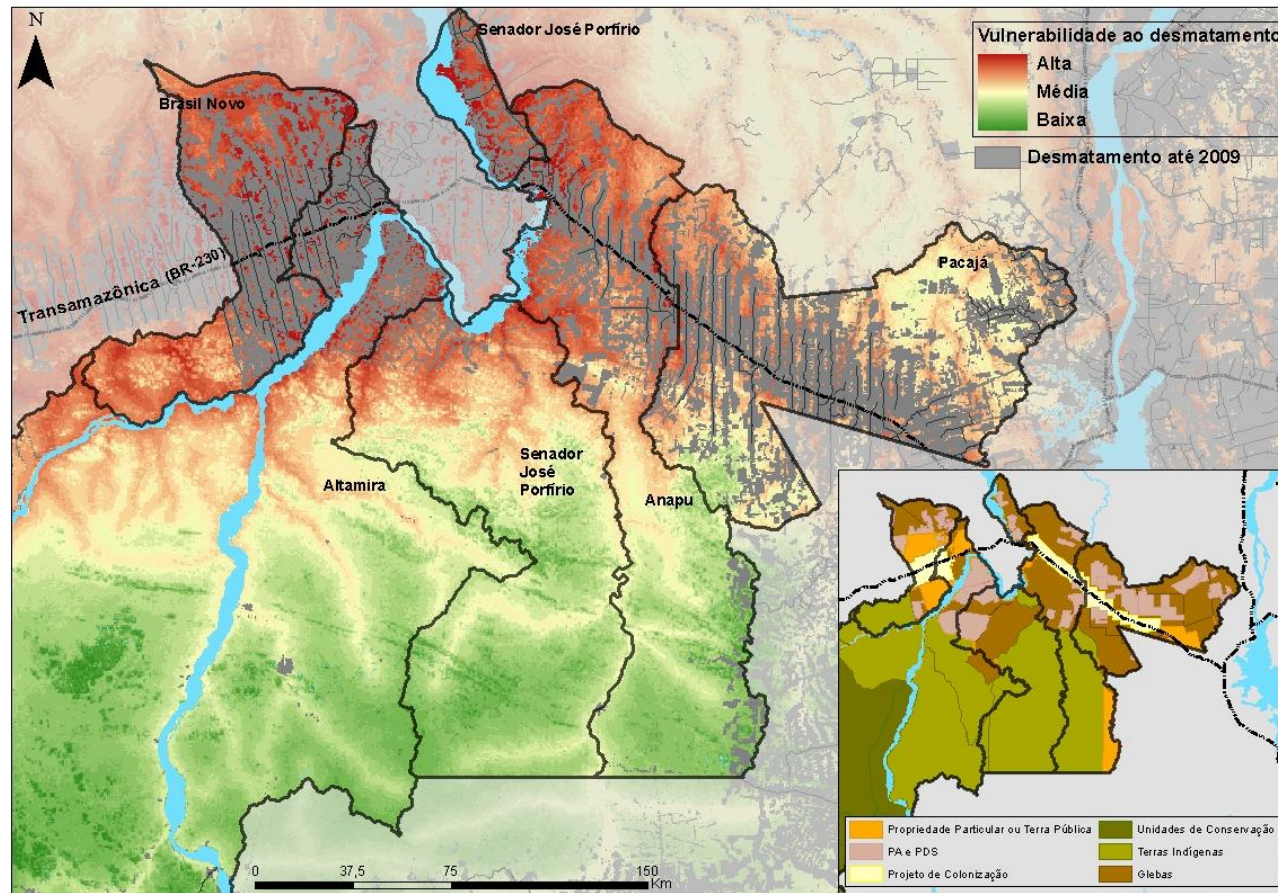 N
Senador José Porfírio
Vulnerabilidade ao desmatamento
Alta
Média
Baixa
Desmatamento até 2009
Brasil Novo
Transamazônica (BR-230)
Pacajá
Altamira
Senador
José
Porfírio
Anapu
0 37,5 75 150
Km
Propriedade Particular ou Terra Pública
PA e PDS
Projeto de Colonização
Unidades de Conservação
Terras Indígenas
Glebas